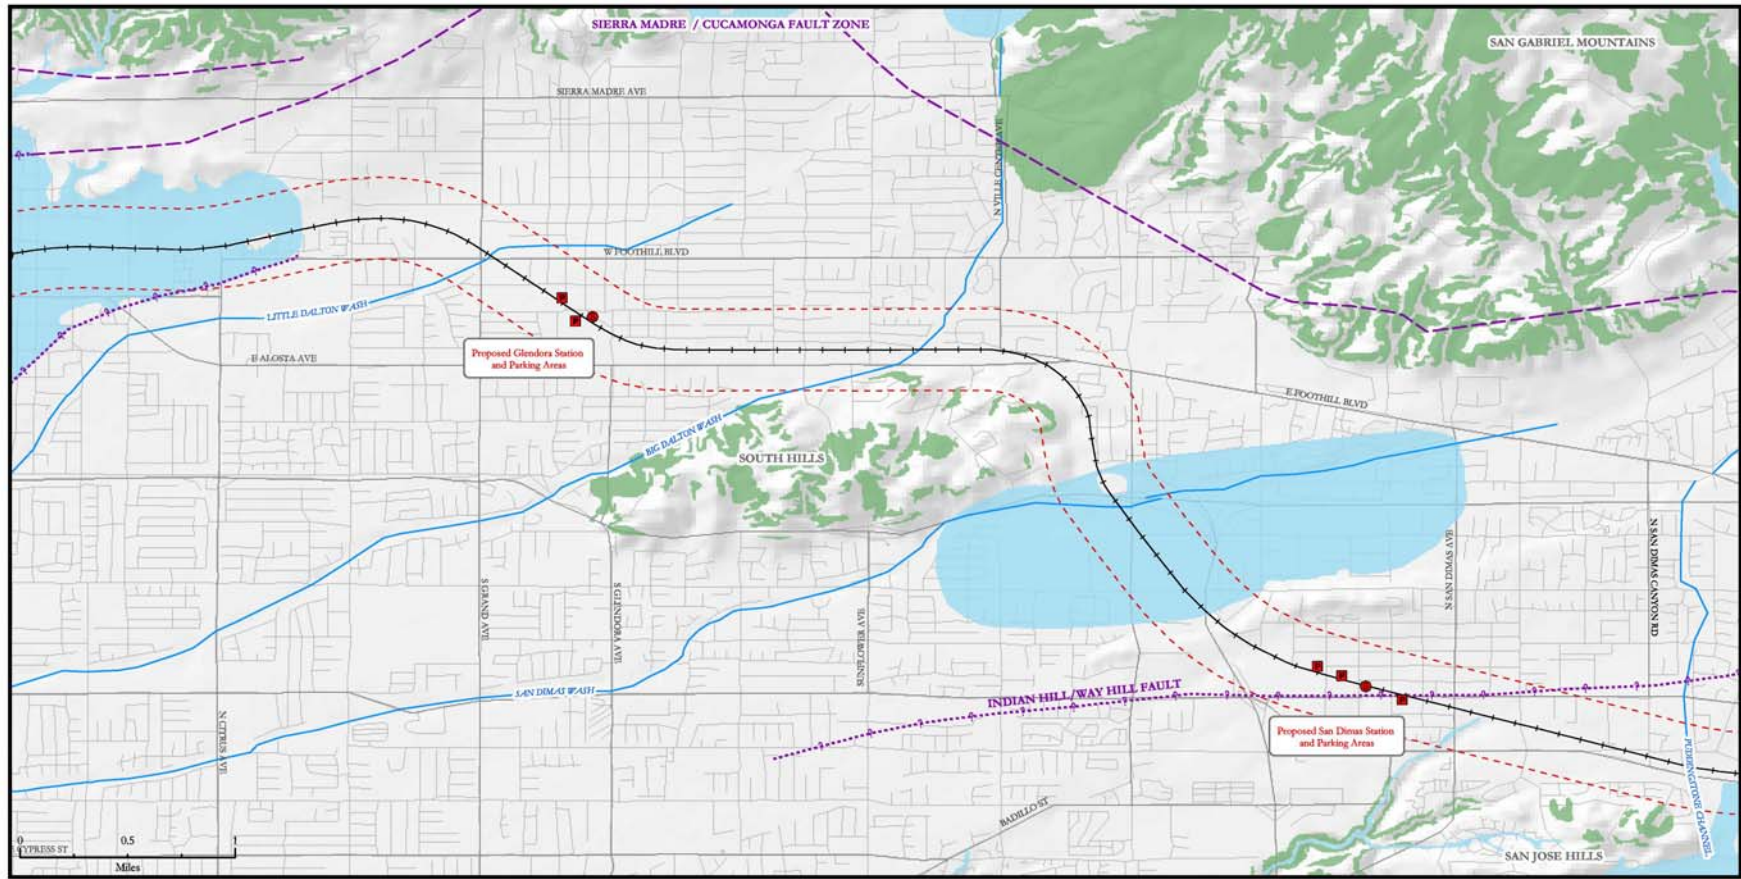 SIERRA MADRE / CUCAMONGA FAULT ZONE
SAN GABRIEL MOUNTAINS
SIERRA MADRE AVE
W FOOTHILL BLVD
LITTLE DALTON WASH
Proposed Glendora Station
and Parking Areas
E ALOSTA AVE
E FOOTHILL BLVD
BIG DALTON WASH
SOUTH HILLS
N SAN DIMAS AVE
N SAN DIMAS CANYON RD
S GRAND AVE
S GLENDORA AVE
SUNFLOWER AVE
SAN DIMAS WASH
INDIAN HILL/WAY HILL FAULT
P
P
P
P
P
Proposed San Dimas Station
and Parking Areas
N CITRUS AVE
PUDDINGSTONE CHANNEL
BADILLO ST
0 0.5 1
Miles
CYPRESS ST
SAN JOSE HILLS